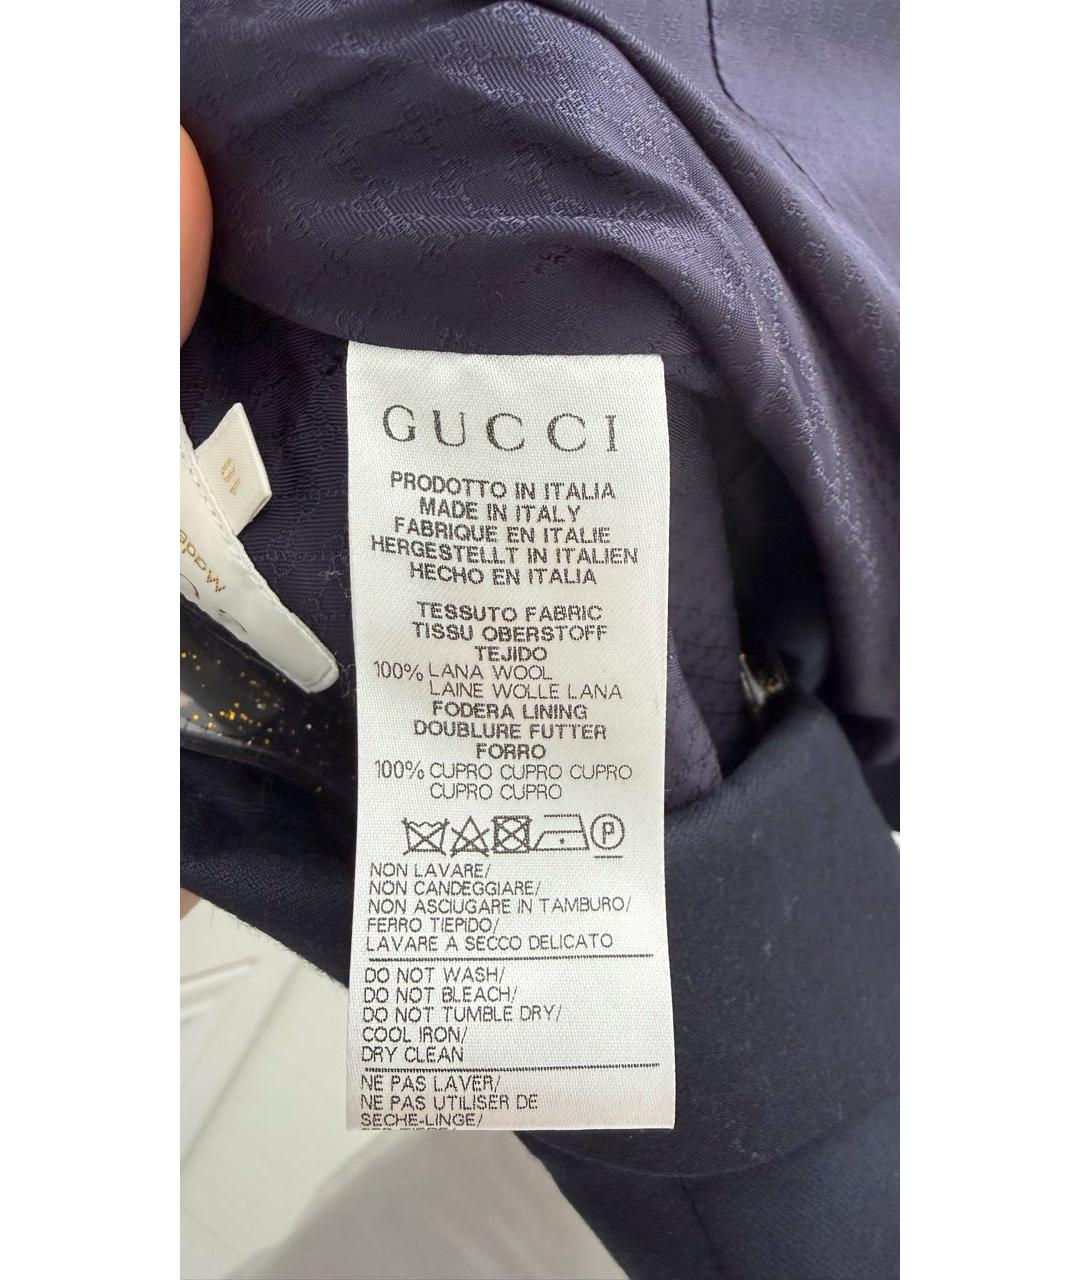 GUCCI
PRODOTTO IN ITALIA
MADE IN ITALY
FABRIQUE EN ITALIE
HERGESTELLT IN ITALIEN
HECHO EN ITALIA
TESSUTO FABRIC
TISSU OBERSTOFF
TEJIDO
100% LANA WOOL
LAINE WOLLE LANA
FODERA LINING
DOUBLURE FUTTER
FORRO
100% CUPRO CUPRO CUPRO
CUPRO CUPRO
P
NON LAVARE/
NON CANDEGGIARE/
NON ASCIUGARE IN TAMBURO/
FERRO TIEPIDO/
LAVARE A SECCO DELICATO
DO NOT WASH/
DO NOT BLEACH/
DO NOT TUMBLE DRY/
COOL IRON/
DRY CLEAN
NE PAS LAVER/
NE PAS UTILISER DE
SECHE-LINGE/
Made